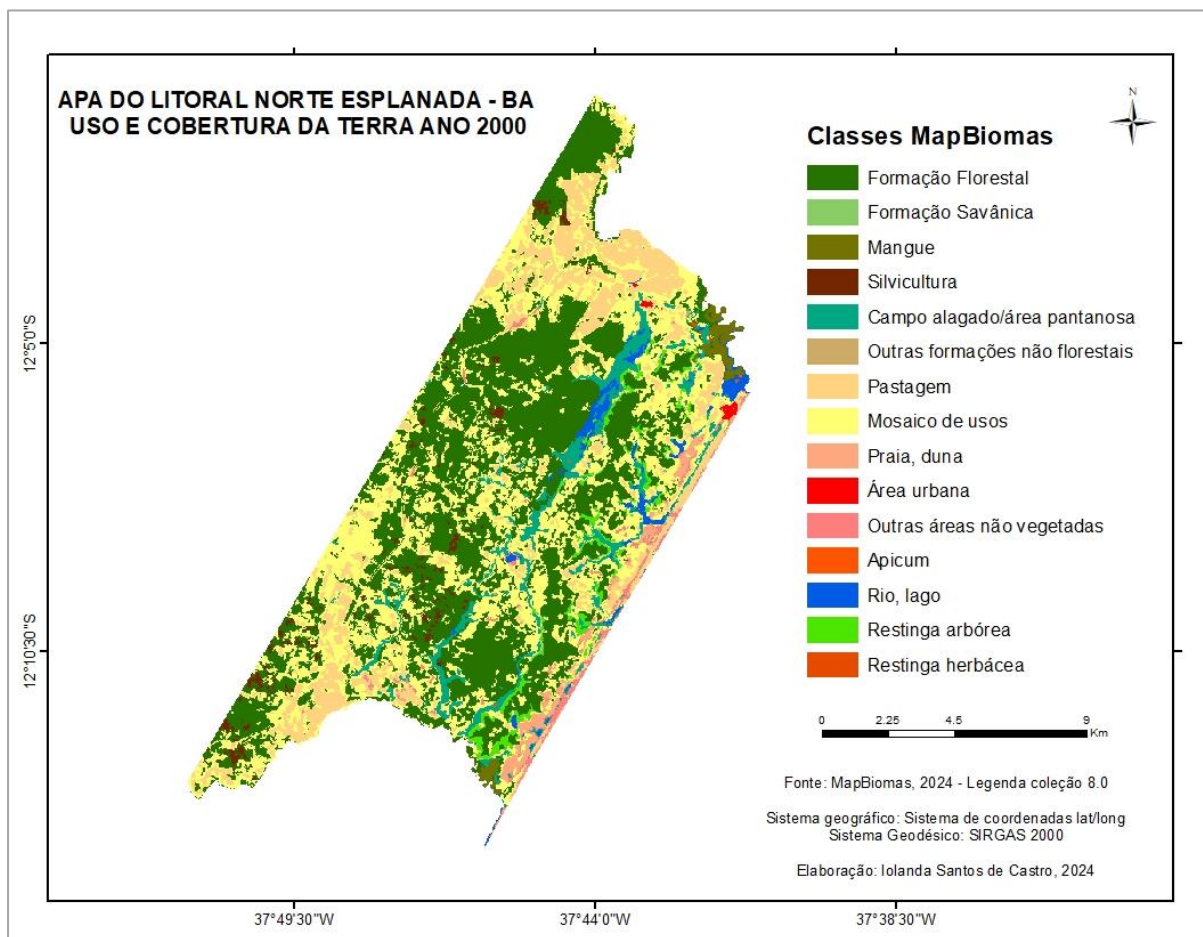 APA DO LITORAL NORTE ESPLANADA - BA
USO E COBERTURA DA TERRA ANO 2000
N
Classes MapBiomas
Formação Florestal
Formação Savânica
Mangue
Silvicultura
Campo alagado/área pantanosa
Outras formações não florestais
Pastagem
Mosaico de usos
Praia, duna
Área urbana
Outras áreas não vegetadas
Apicum
Rio, lago
Restinga arbórea
Restinga herbácea
0 2.25 4.5 9
Km
Fonte: MapBiomas, 2024 - Legenda coleção 8.0
Sistema geográfico: Sistema de coordenadas lat/long
Sistema Geodésico: SIRGAS 2000
Elaboração: Iolanda Santos de Castro, 2024
12°5'0"S
12°10'30"S
37°49'30"W
37°44'0"W
37°38'30"W